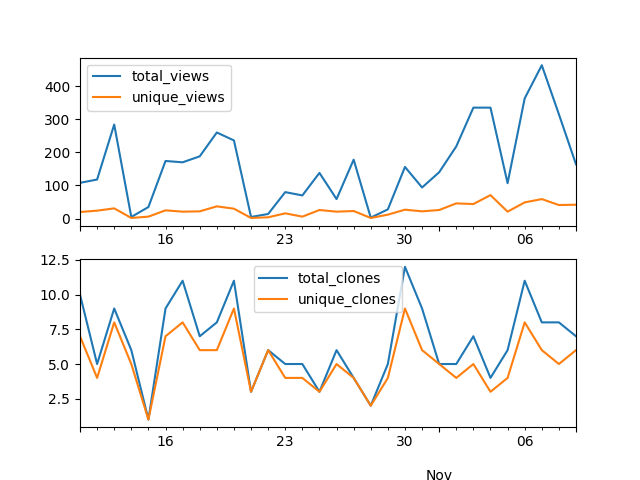 total_views
unique_views
400
300
200
100
0
16 23 30 06
total_clones
unique_clones
12.5
10.0
7.5
5.0
2.5
16 23 30 06
Nov